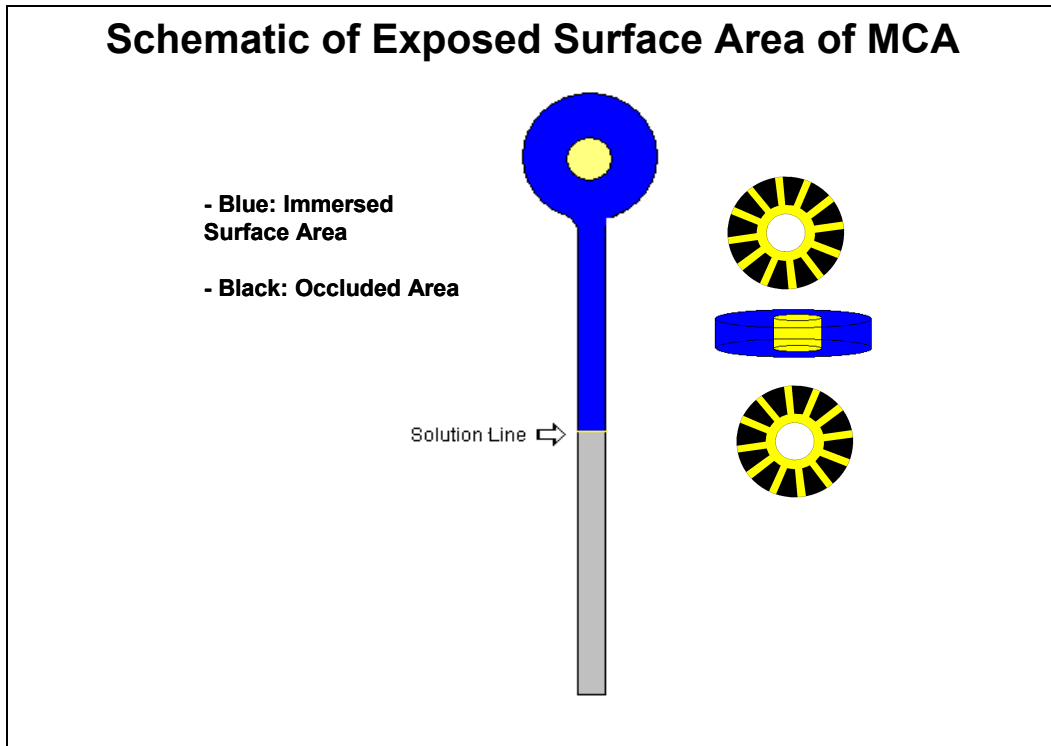 Schematic of Exposed Surface Area of MCA
- Blue: Immersed
Surface Area
- Black: Occluded Area
Solution Line